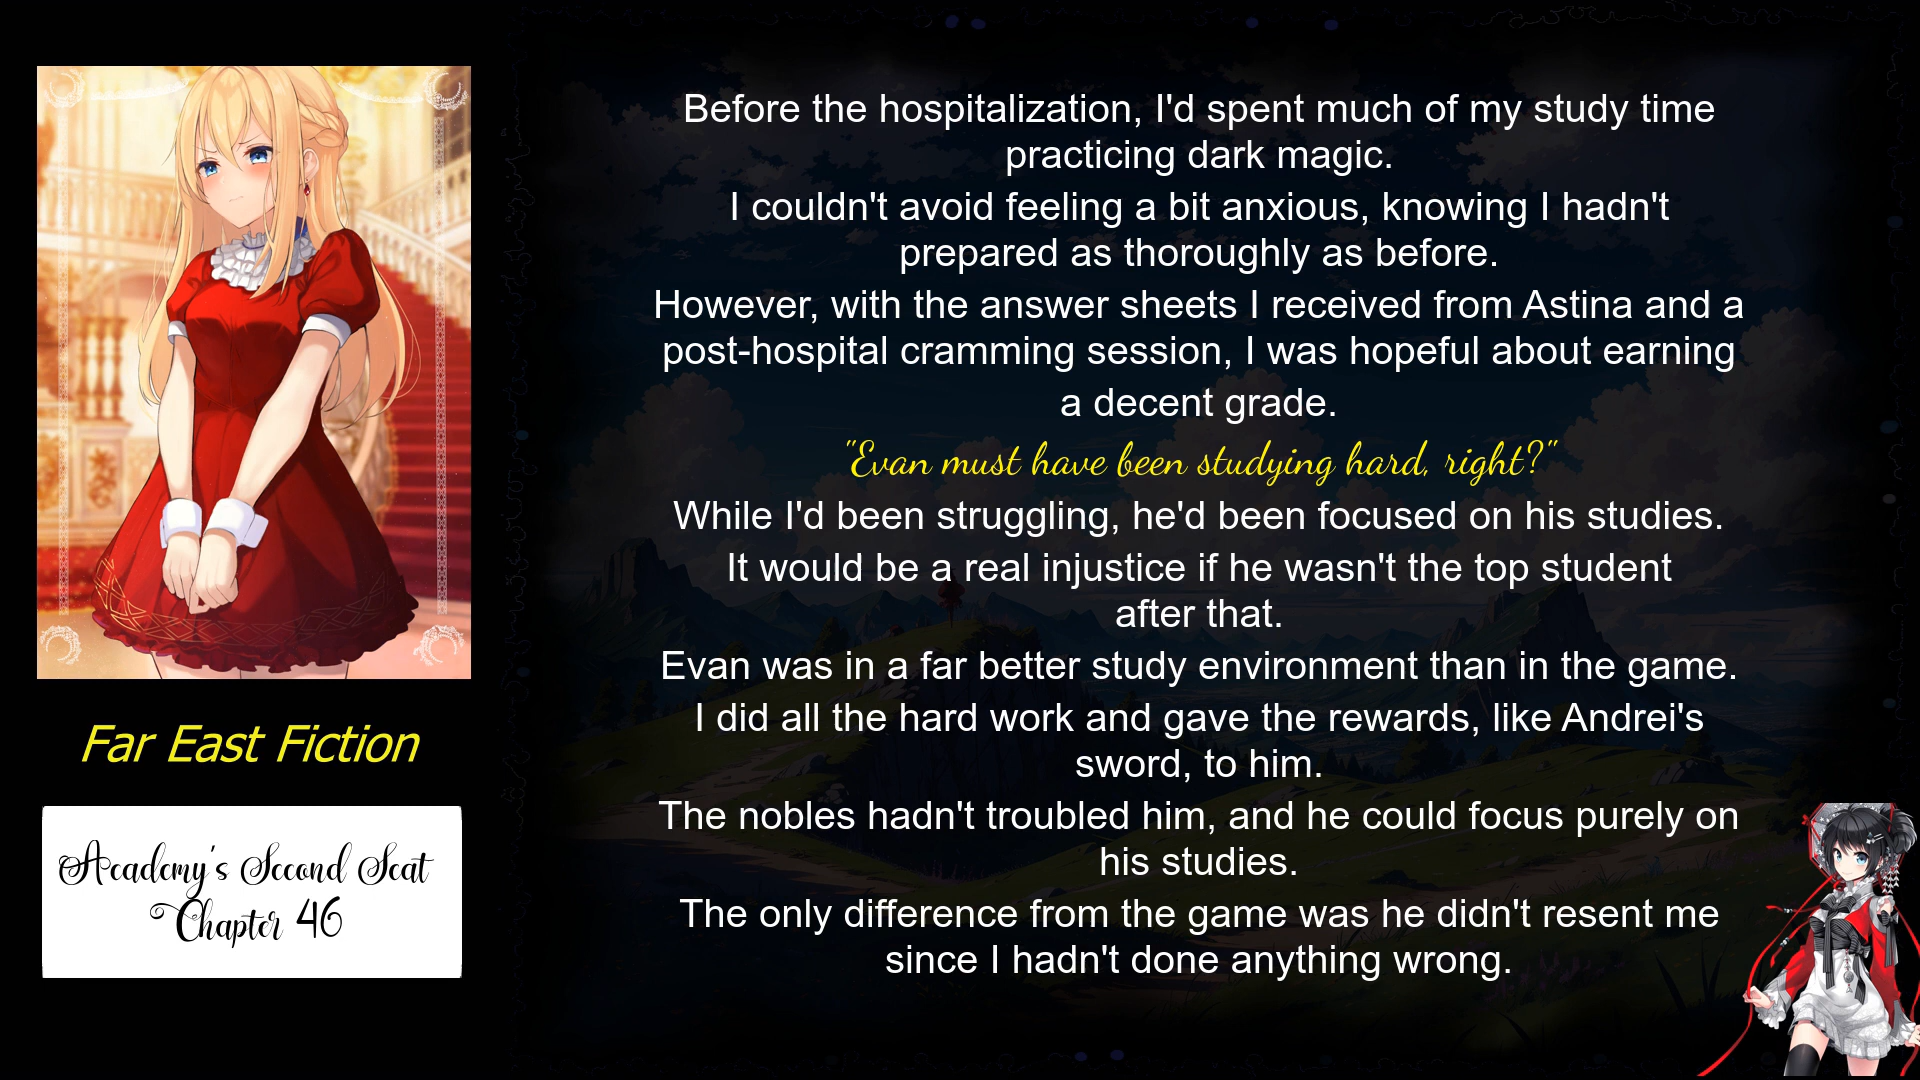 Before the hospitalization, I'd spent much of my study time
practicing dark magic.
I couldn't avoid feeling a bit anxious, knowing I hadn't
prepared as thoroughly as before.
However, with the answer sheets I received from Astina and a
post-hospital cramming session, I was hopeful about earning
a decent grade.
"Evan must have been studying hard, right?"
While I'd been struggling, he'd been focused on his studies.
It would be a real injustice if he wasn't the top student
after that.
Evan was in a far better study environment than in the game.
I did all the hard work and gave the rewards, like Andrei's
sword, to him.
The nobles hadn't troubled him, and he could focus purely on
his studies.
The only difference from the game was he didn't resent me
since I hadn't done anything wrong.
Far East Fiction
Academy's Second Seat
Chapter 46